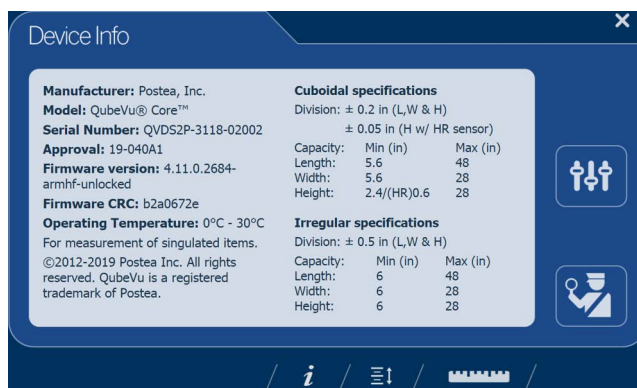 Device Info
Manufacturer: Postea, Inc.
Model: QubeVu® Core™
Serial Number: QVDS2P-3118-02002
Approval: 19-040A1
Firmware version: 4.11.0.2684-
armhf-unlocked
Firmware CRC: b2a0672e
Operating Temperature: 0°C - 30°C
For measurement of singulated items.
©2012-2019 Postea Inc. All rights
reserved. QubeVu is a registered
trademark of Postea.
Cuboidal specifications
Division: ± 0.2 in (L,W & H)
± 0.05 in (H w/ HR sensor)
Capacity: Min (in) Max (in)
Length: 5.6 48
Width: 5.6 28
Height: 2.4/(HR)0.6 28
Irregular specifications
Division: ± 0.5 in (L,W & H)
Capacity: Min (in) Max (in)
Length: 6 48
Width: 6 28
Height: 6 28